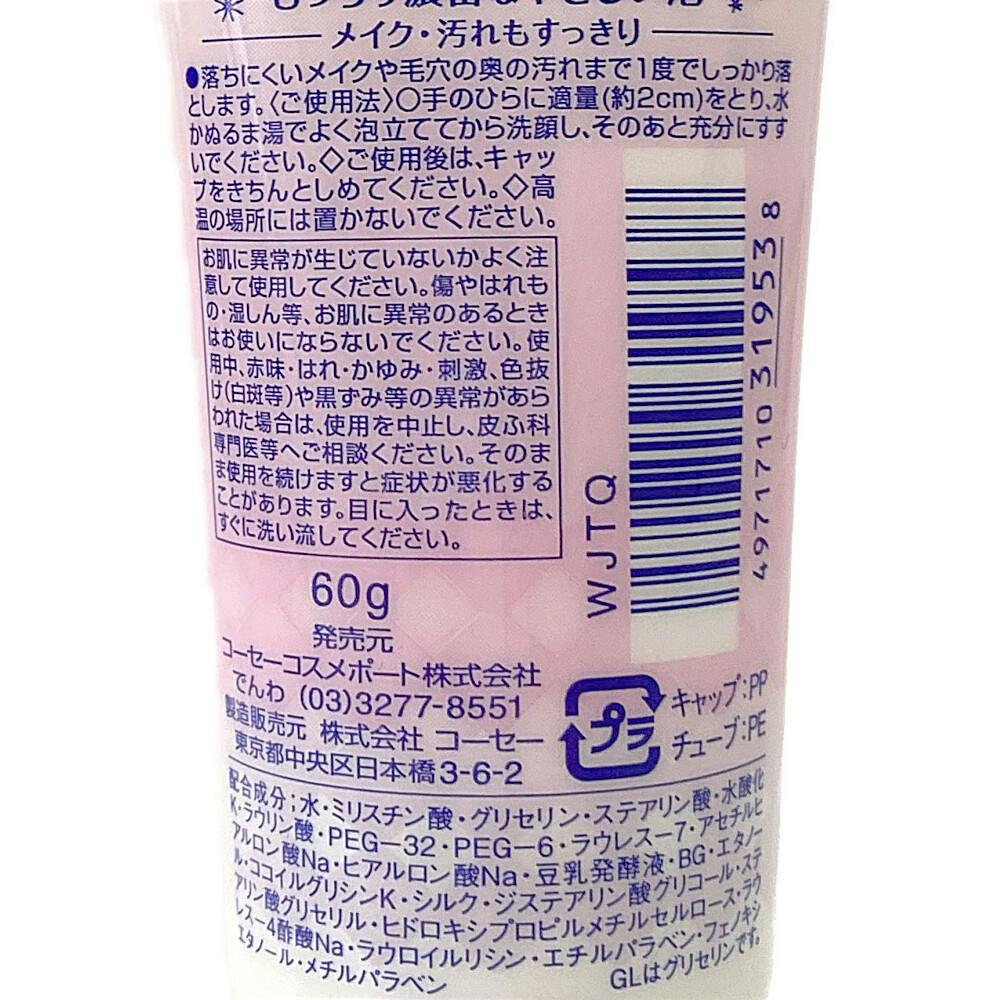 もっちり濃密なやさしい泡
メイク・汚れもすっきり
●落ちにくいメイクや毛穴の奥の汚れまで1度でしっかり落
とします。〈ご使用法〉○手のひらに適量(約2cm)をとり、水
かぬるま湯でよく泡立ててから洗顔し、そのあと充分にすす
いでください。◇ご使用後は、キャッ
プをきちんとしめてください。◇高
温の場所には置かないでください。
お肌に異常が生じていないかよく注
意して使用してください。傷やはれも
の・湿しん等、お肌に異常のあるとき
はお使いにならないでください。使
用中、赤味・はれ・かゆみ・刺激、色抜
け(白斑等)や黒ずみ等の異常があら
われた場合は、使用を中止し、皮ふ科
専門医等へご相談ください。そのま
ま使用を続けますと症状が悪化する
ことがあります。目に入ったときは、
すぐに洗い流してください。
WJTQ
4971710 319538
60g
発売元
コーセーコスメポート株式会社
でんわ (03)3277-8551
製造販売元 株式会社 コーセー
東京都中央区日本橋3-6-2
プラ
キャップ:PP
チューブ:PE
配合成分;水・ミリスチン酸・グリセリン・ステアリン酸・水酸化
K・ラウリン酸・PEG-32・PEG-6・ラウレス-7・アセチルヒ
アルロン酸Na・ヒアルロン酸Na・豆乳発酵液・BG・エタノー
ル・ココイルグリシンK・シルク・ジステアリン酸グリコール・ステ
アリン酸グリセリル・ヒドロキシプロピルメチルセルロース・ラウ
レス-4酢酸Na・ラウロイルリシン・エチルパラベン・フェノキシ
エタノール・メチルパラベン
GLはグリセリンです。